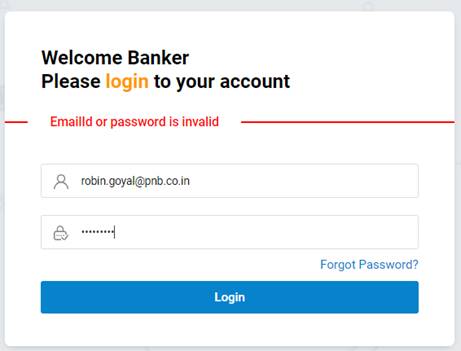 Welcome Banker
Please login to your account
EmailId or password is invalid
robin.goyal@pnb.co.in
•••••••••
Forgot Password?
Login